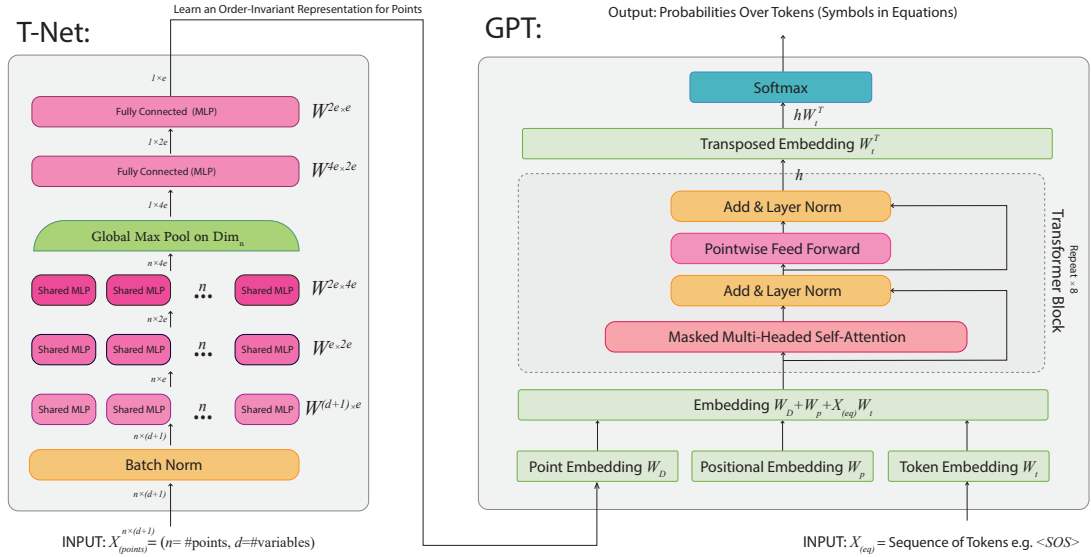 Learn an Order-Invariant Representation for Points
T-Net:
1×e
Fully Connected (MLP) W^{2e×e}
1×2e
Fully Connected (MLP) W^{4e×2e}
1×4e
Global Max Pool on Dim_n
n×4e
Shared MLP Shared MLP n ... Shared MLP W^{2e×4e}
n×2e
Shared MLP Shared MLP n ... Shared MLP W^{e×2e}
n×e
Shared MLP Shared MLP n ... Shared MLP W^{(d+1)×e}
n×(d+1)
Batch Norm
n×(d+1)
INPUT: X_{(points)}^{n×(d+1)} = (n= #points, d=#variables)
Output: Probabilities Over Tokens (Symbols in Equations)
GPT:
Softmax
hW_t^T
Transposed Embedding W_t^T
h
Add & Layer Norm
Pointwise Feed Forward
Add & Layer Norm
Masked Multi-Headed Self-Attention
Transformer Block
Repeat × 8
Embedding W_D+W_p+X_{(eq)}W_t
Point Embedding W_D Positional Embedding W_p Token Embedding W_t
INPUT: X_{(eq)} = Sequence of Tokens e.g. <SOS>